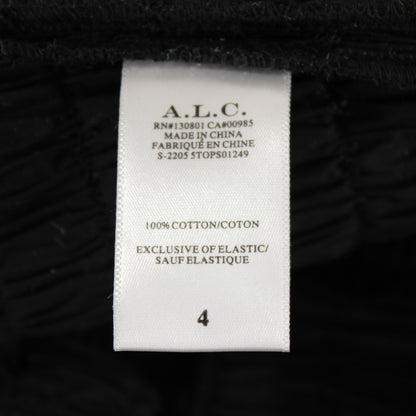 A.L.C.
RN#130801 CA#00985
MADE IN CHINA
FABRIQUÉ EN CHINE
S-2205 5TOPS01249
100% COTTON/COTON
EXCLUSIVE OF ELASTIC/
SAUF ELASTIQUE
4